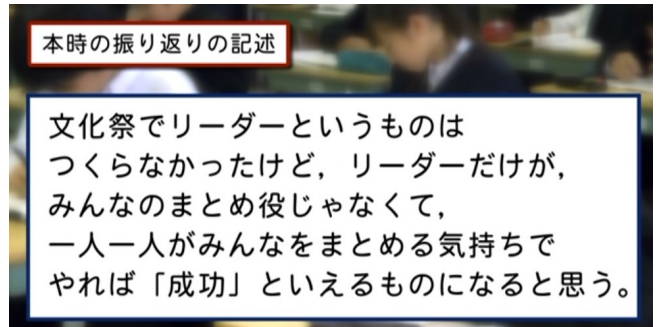 本時の振り返りの記述
文化祭でリーダーというものは
つくらなかったけど，リーダーだけが，
みんなのまとめ役じゃなくて，
一人一人がみんなをまとめる気持ちで
やれば「成功」といえるものになると思う。